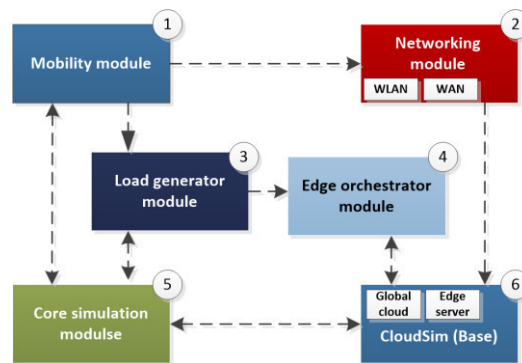 1
Mobility module
2
Networking
module
WLAN
WAN
3
Load generator
module
4
Edge orchestrator
module
5
Core simulation
modulse
6
Global
cloud
Edge
server
CloudSim (Base)